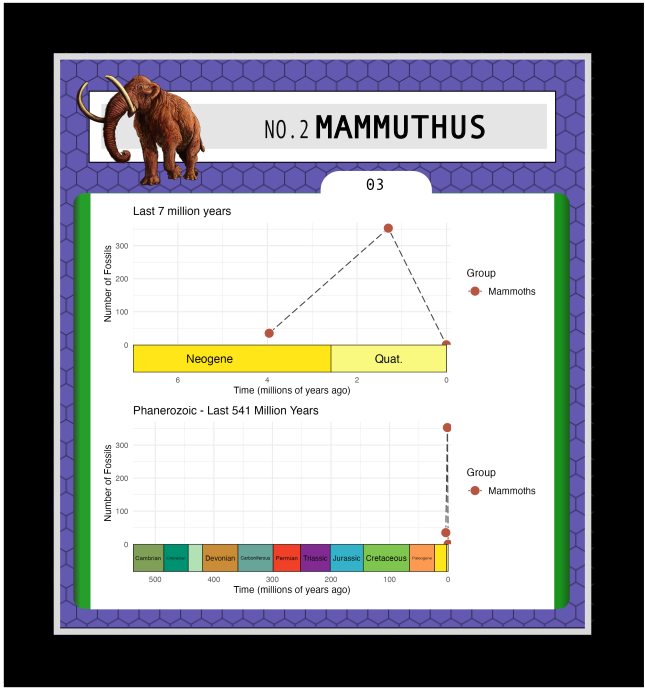 NO.2 MAMMUTHUS
03
Last 7 million years
Number of Fossils
300
200
100
0
Neogene
Quat.
6 4 2 0
Time (millions of years ago)
Group
Mammoths
Phanerozoic - Last 541 Million Years
Number of Fossils
300
200
100
0
Cambrian Devonian Carboniferous Permian Triassic Jurassic Cretaceous Paleogene
500 400 300 200 100 0
Time (millions of years ago)
Group
Mammoths